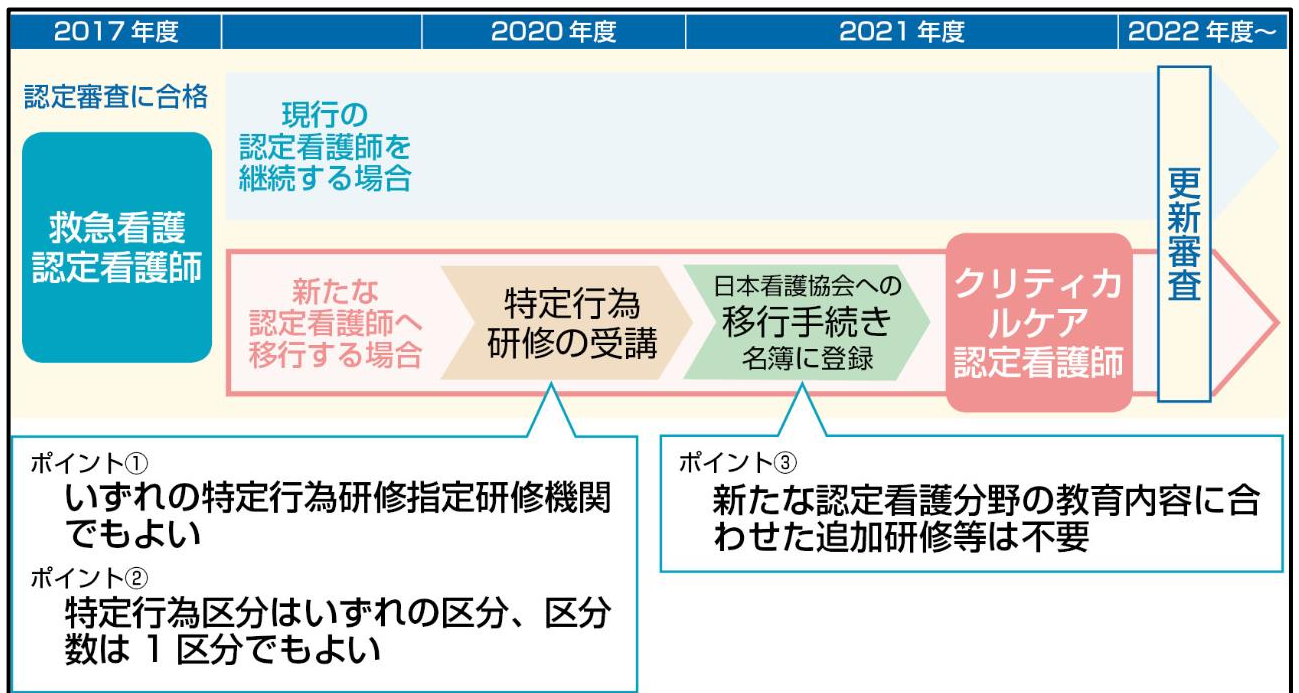 2017年度
2020年度
2021年度
2022年度～
認定審査に合格
救急看護
認定看護師
現行の
認定看護師を
継続する場合
新たな
認定看護師へ
移行する場合
特定行為
研修の受講
日本看護協会への
移行手続き
名簿に登録
クリティカ
ルケア
認定看護師
更新審査
ポイント①
いずれの特定行為研修指定研修機関
でもよい
ポイント②
特定行為区分はいずれの区分、区分
数は 1 区分でもよい
ポイント③
新たな認定看護分野の教育内容に合
わせた追加研修等は不要